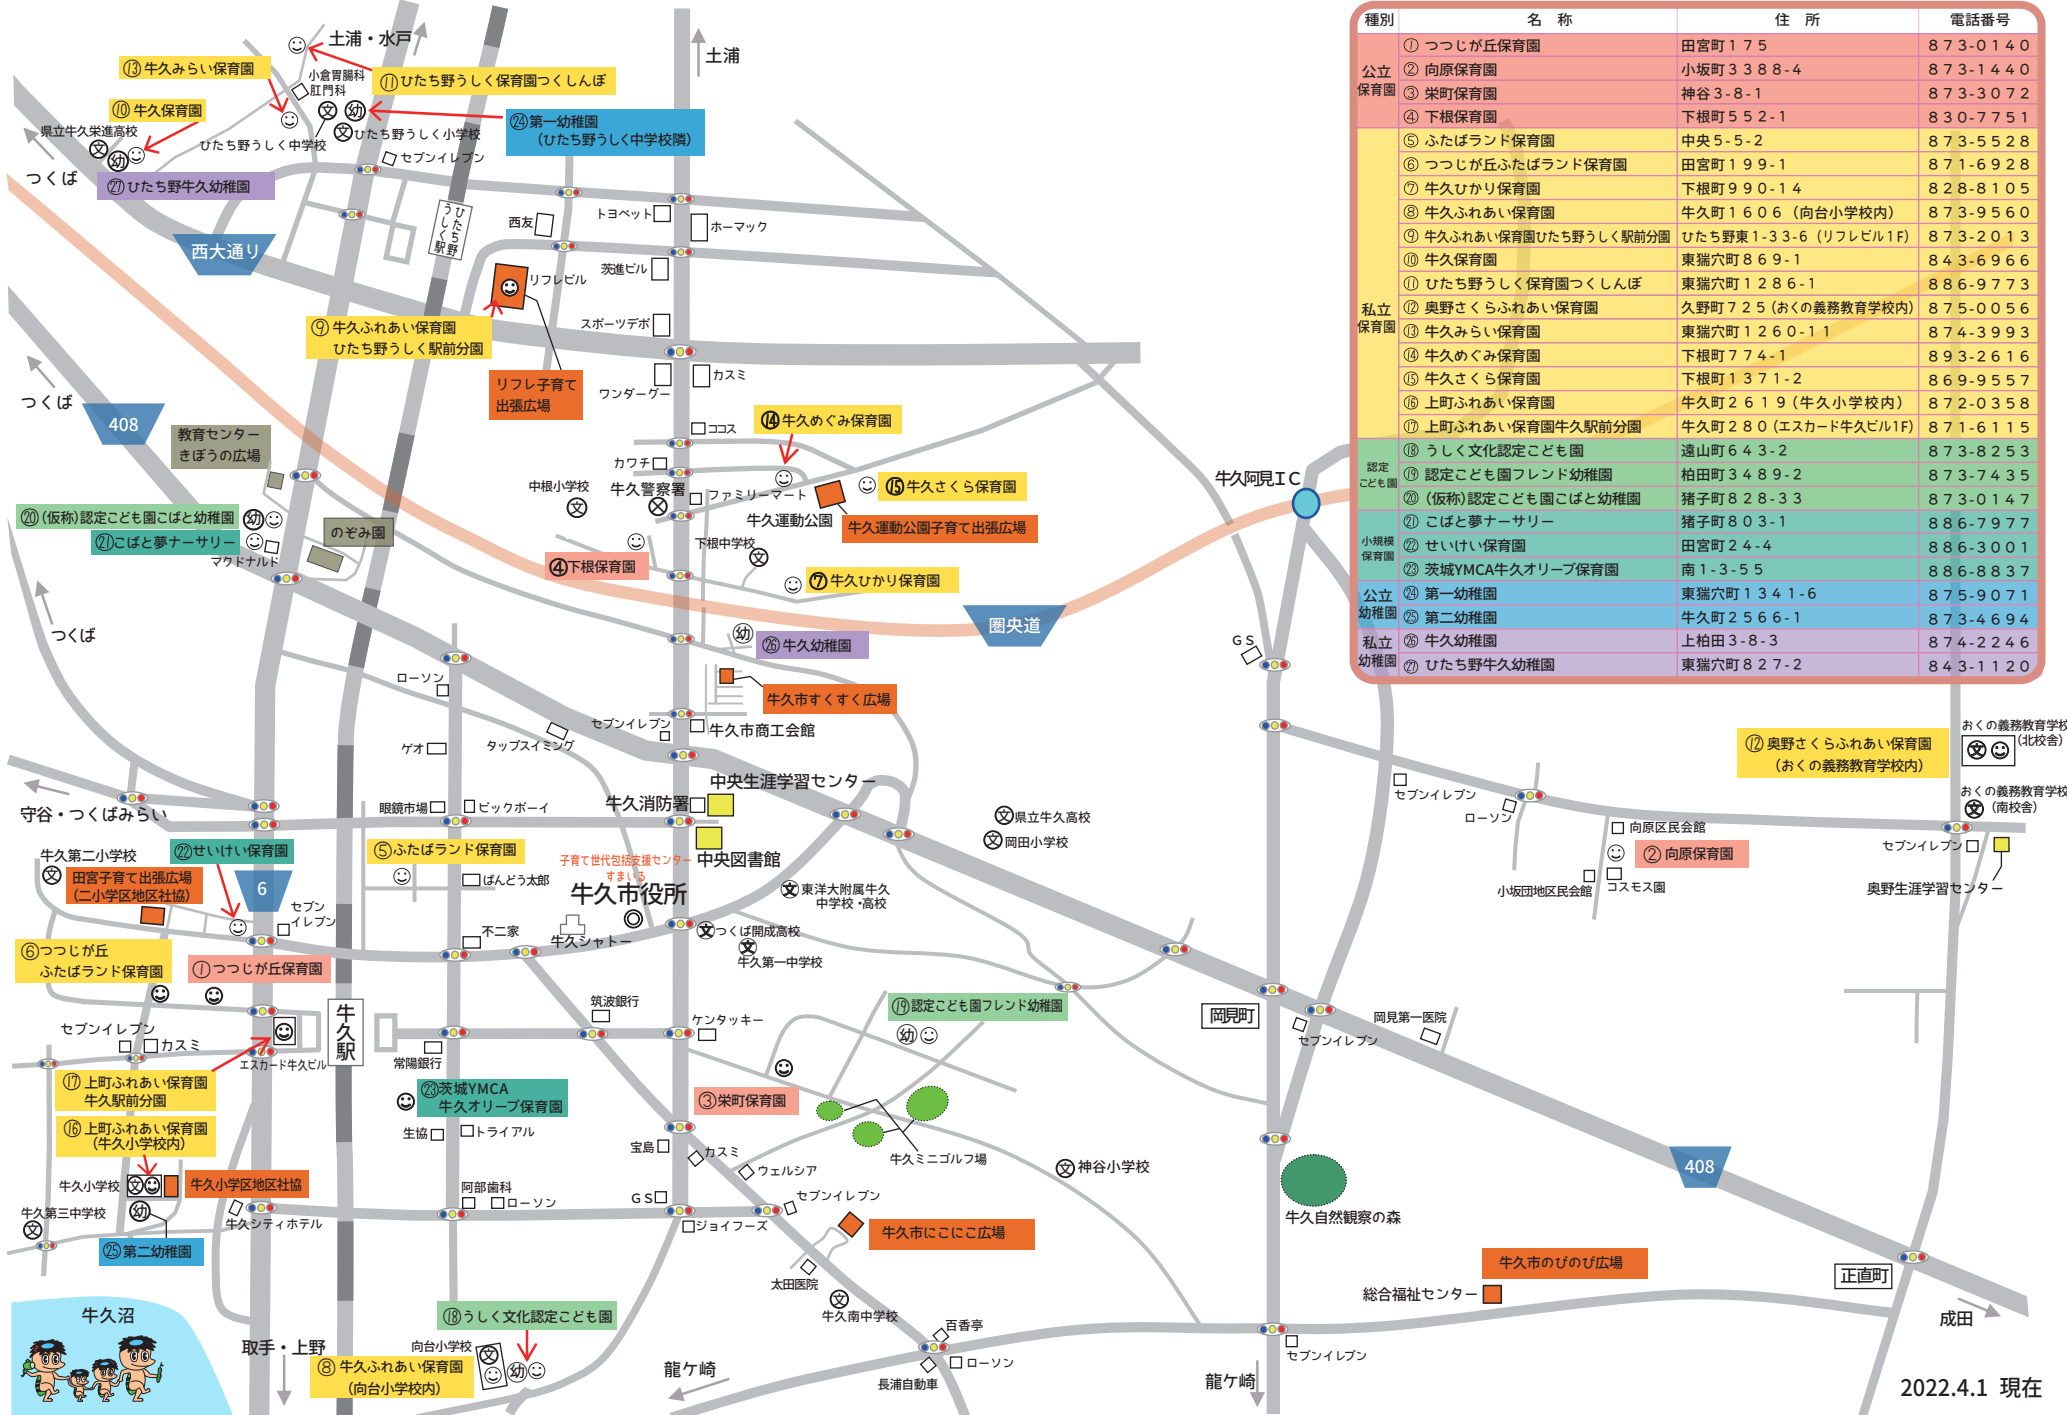 種別 名　称 住　所 電話番号
公立保育園
① つつじが丘保育園 田宮町175 873-0140
② 向原保育園 小坂町3388-4 873-1440
③ 栄町保育園 神谷3-8-1 873-3072
④ 下根保育園 下根町552-1 830-7751
私立保育園
⑤ ふたばランド保育園 中央5-5-2 873-5528
⑥ つつじが丘ふたばランド保育園 田宮町199-1 871-6928
⑦ 牛久ひかり保育園 下根町990-14 828-8105
⑧ 牛久ふれあい保育園 牛久町1606（向台小学校内） 873-9560
⑨ 牛久ふれあい保育園ひたち野うしく駅前分園 ひたち野東1-33-6（リフレビル1F） 873-2013
⑩ 牛久保育園 東猯穴町869-1 843-6966
⑪ ひたち野うしく保育園つくしんぼ 東猯穴町1286-1 886-9773
⑫ 奥野さくらふれあい保育園 久野町725（おくの義務教育学校内） 875-0056
⑬ 牛久みらい保育園 東猯穴町1260-11 874-3993
⑭ 牛久めぐみ保育園 下根町774-1 893-2616
⑮ 牛久さくら保育園 下根町1371-2 869-9557
⑯ 上町ふれあい保育園 牛久町2619（牛久小学校内） 872-0358
⑰ 上町ふれあい保育園牛久駅前分園 牛久町280（エスカード牛久ビル1F） 871-6115
認定こども園
⑱ うしく文化認定こども園 遠山町643-2 873-8253
⑲ 認定こども園フレンド幼稚園 柏田町3489-2 873-7435
⑳ (仮称)認定こども園こばと幼稚園 猪子町828-33 873-0147
小規模保育園
㉑ こばと夢ナーサリー 猪子町803-1 886-7977
㉒ せいけい保育園 田宮町24-4 886-3001
㉓ 茨城YMCA牛久オリーブ保育園 南1-3-55 886-8837
公立幼稚園
㉔ 第一幼稚園 東猯穴町1341-6 875-9071
㉕ 第二幼稚園 牛久町2566-1 873-4694
私立幼稚園
㉖ 牛久幼稚園 上柏田3-8-3 874-2246
㉗ ひたち野牛久幼稚園 東猯穴町827-2 843-1120
土浦・水戸
土浦
⑬牛久みらい保育園
⑪ひたち野うしく保育園つくしんぼ
小倉胃腸科
肛門科
⑩牛久保育園
文 幼
㉔第一幼稚園
（ひたち野うしく中学校隣）
県立牛久栄進高校
文ひたち野うしく小学校
ひたち野うしく中学校
文 幼
セブンイレブン
つくば
㉗ひたち野牛久幼稚園
西大通り
ひたち野
うしく駅
西友
トヨペット
ホーマック
茨進ビル
リフレビル
スポーツデポ
⑨牛久ふれあい保育園
ひたち野うしく駅前分園
リフレ子育て
出張広場
ワンダーグー
カスミ
つくば
408
教育センター
きぼうの広場
ココス
⑭牛久めぐみ保育園
カワチ
牛久警察署
ファミリーマート
⑮牛久さくら保育園
中根小学校
文
牛久運動公園
牛久運動公園子育て出張広場
牛久阿見IC
⑳(仮称)認定こども園こばと幼稚園 幼
㉑こばと夢ナーサリー
マクドナルド
のぞみ園
④下根保育園
下根中学校
文
⑦牛久ひかり保育園
つくば
圏央道
幼
㉖牛久幼稚園
GS
ローソン
牛久市すくすく広場
セブンイレブン
牛久市商工会館
ゲオ
タップスイミング
中央生涯学習センター
守谷・つくばみらい
眼鏡市場
ビックボーイ
牛久消防署
中央図書館
文県立牛久高校
文岡田小学校
セブンイレブン
ローソン
⑫奥野さくらふれあい保育園
（おくの義務教育学校内）
おくの義務教育学校
（北校舎）
文
おくの義務教育学校
文（南校舎）
向原区民会館
②向原保育園
コスモス園
小坂団地区民会館
セブンイレブン
奥野生涯学習センター
牛久第二小学校
文
㉒せいけい保育園
田宮子育て出張広場
（二小学区地区社協）
6
セブン
イレブン
⑤ふたばランド保育園
ばんどう太郎
子育て世代包括支援センター
すまいる
牛久市役所
牛久シャトー
不二家
文東洋大附属牛久
中学校・高校
文つくば開成高校
文
牛久第一中学校
⑥つつじが丘
ふたばランド保育園
①つつじが丘保育園
牛久駅
筑波銀行
ケンタッキー
⑲認定こども園フレンド幼稚園
幼
岡見町
セブンイレブン
岡見第一医院
セブンイレブン
カスミ
エスカード牛久ビル
常陽銀行
⑰上町ふれあい保育園
牛久駅前分園
㉓茨城YMCA
牛久オリーブ保育園
③栄町保育園
⑯上町ふれあい保育園
（牛久小学校内）
生協
トライアル
宝島
カスミ
ウェルシア
牛久ミニゴルフ場
文神谷小学校
408
牛久自然観察の森
牛久小学校
文
牛久小学区地区社協
牛久第三中学校
文
幼
牛久シティホテル
㉕第二幼稚園
阿部歯科
ローソン
GS
ジョイフーズ
セブンイレブン
牛久市にこにこ広場
太田医院
文
牛久南中学校
牛久市のびのび広場
総合福祉センター
正直町
成田
牛久沼
取手・上野
⑱うしく文化認定こども園
向台小学校
文 幼
⑧牛久ふれあい保育園
（向台小学校内）
龍ケ崎
百香亭
ローソン
長浦自動車
龍ケ崎
セブンイレブン
2022.4.1 現在